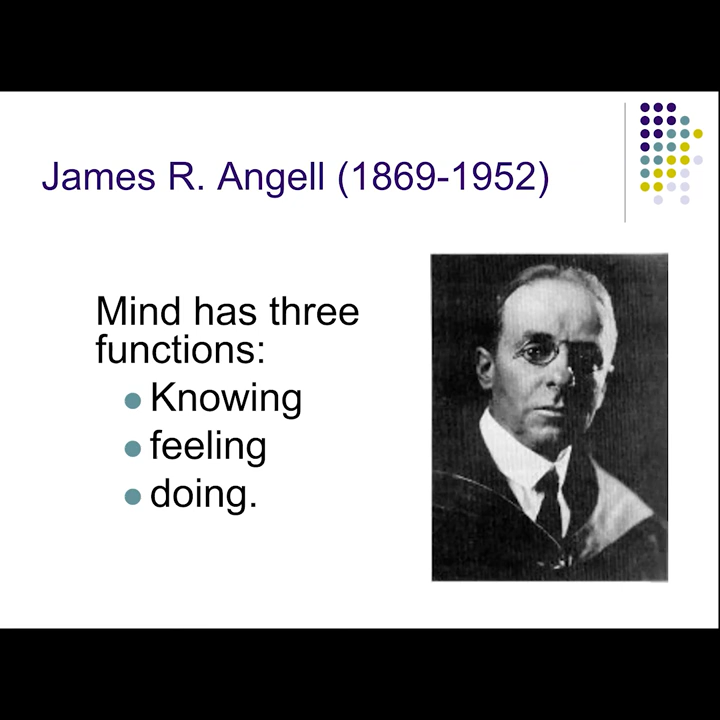 James R. Angell (1869-1952)
Mind has three
functions:
Knowing
feeling
doing.